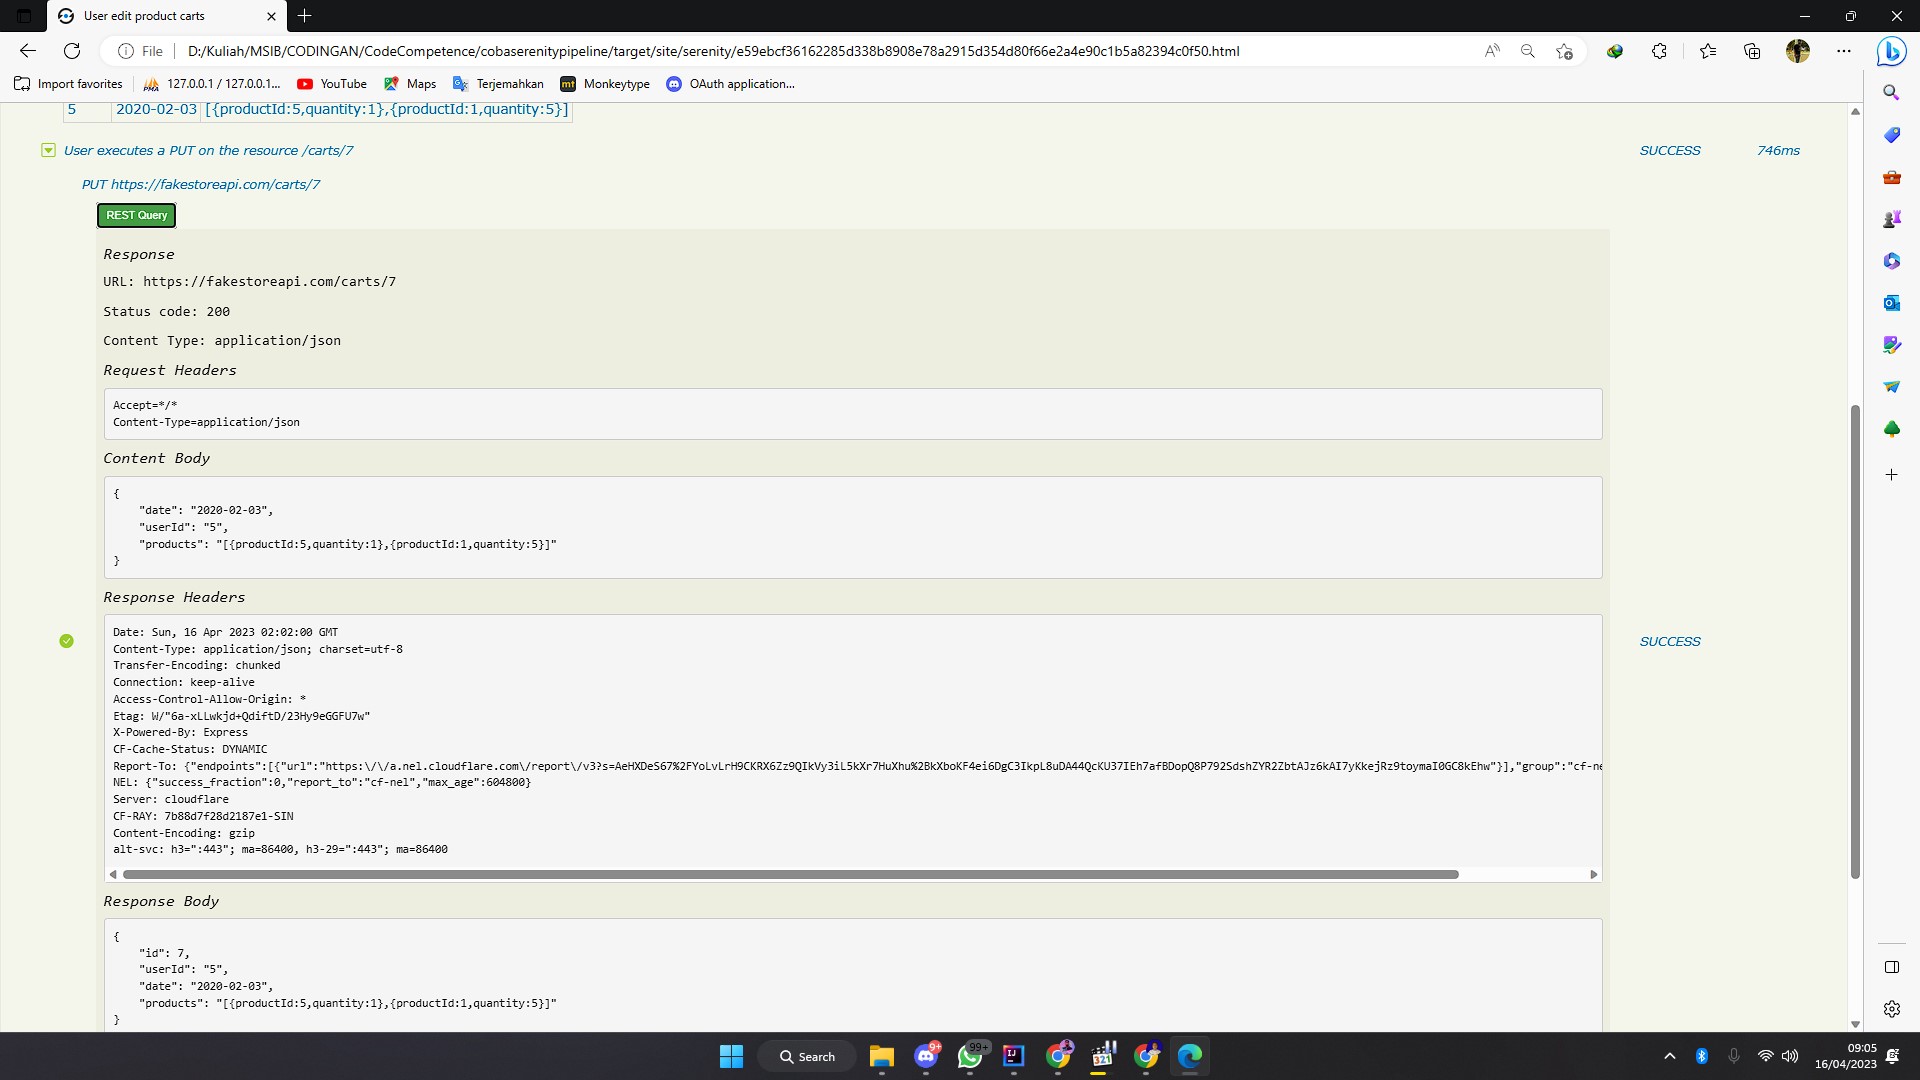 User edit product carts
File
D:/Kuliah/MSIB/CODINGAN/CodeCompetence/cobaserenitypipeline/target/site/serenity/e59ebcf36162285d338b8908e78a2915d354d80f66e2a4e90c1b5a82394c0f50.html
Import favorites
127.0.0.1 / 127.0.0.1...
YouTube
Maps
Terjemahkan
mt Monkeytype
OAuth application...
5 2020-02-03 [{productId:5,quantity:1},{productId:1,quantity:5}]
User executes a PUT on the resource /carts/7 SUCCESS 746ms
PUT https://fakestoreapi.com/carts/7
REST Query
Response
URL: https://fakestoreapi.com/carts/7
Status code: 200
Content Type: application/json
Request Headers
Accept=*/*
Content-Type=application/json
Content Body
{
"date": "2020-02-03",
"userId": "5",
"products": "[{productId:5,quantity:1},{productId:1,quantity:5}]"
}
Response Headers
Date: Sun, 16 Apr 2023 02:02:00 GMT
SUCCESS
Content-Type: application/json; charset=utf-8
Transfer-Encoding: chunked
Connection: keep-alive
Access-Control-Allow-Origin: *
Etag: W/"6a-xLLwkjd+QdiftD/23Hy9eGGFU7w"
X-Powered-By: Express
CF-Cache-Status: DYNAMIC
Report-To: {"endpoints":[{"url":"https:\/\/a.nel.cloudflare.com\/report\/v3?s=AeHXDeS67%2FYoLvLrH9CKRX6Zz9QIkVy3iL5kXr7HuXhu%2BkXboKF4ei6DgC3IkpL8uDA44QcKU37IEh7afBDopQ8P792SdshZYR2ZbtAJz6kAI7yKkejRz9toymaI0GC8kEhw"}],"group":"cf-ne
NEL: {"success_fraction":0,"report_to":"cf-nel","max_age":604800}
Server: cloudflare
CF-RAY: 7b88d7f28d2187e1-SIN
Content-Encoding: gzip
alt-svc: h3=":443"; ma=86400, h3-29=":443"; ma=86400
Response Body
{
"id": 7,
"userId": "5",
"date": "2020-02-03",
"products": "[{productId:5,quantity:1},{productId:1,quantity:5}]"
}
Search
9+
99+
09:05
16/04/2023